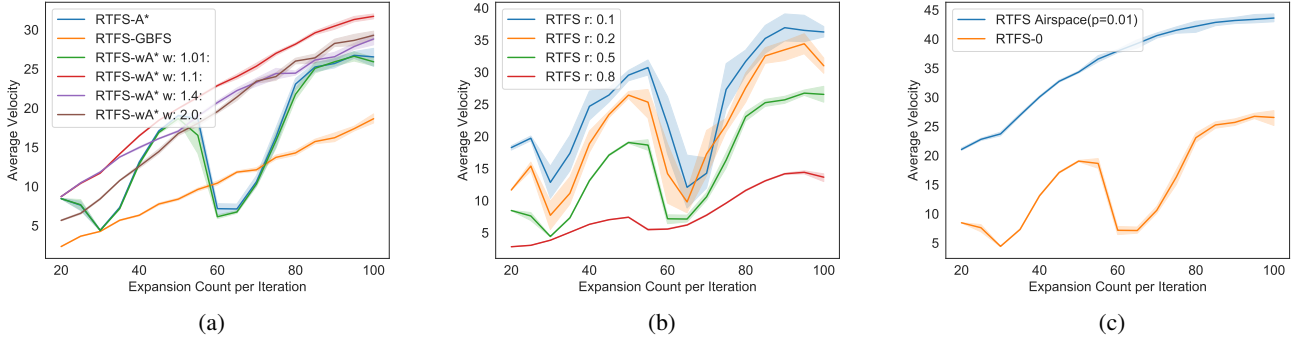 RTFS-A*
RTFS-GBFS
RTFS-wA* w: 1.01:
RTFS-wA* w: 1.1:
RTFS-wA* w: 1.4:
RTFS-wA* w: 2.0:
30
25
20
15
10
5
Average Velocity
20 40 60 80 100
Expansion Count per Iteration
(a)
RTFS r: 0.1
RTFS r: 0.2
RTFS r: 0.5
RTFS r: 0.8
40
35
30
25
20
15
10
5
Average Velocity
20 40 60 80 100
Expansion Count per Iteration
(b)
RTFS Airspace(p=0.01)
RTFS-0
45
40
35
30
25
20
15
10
5
Average Velocity
20 40 60 80 100
Expansion Count per Iteration
(c)